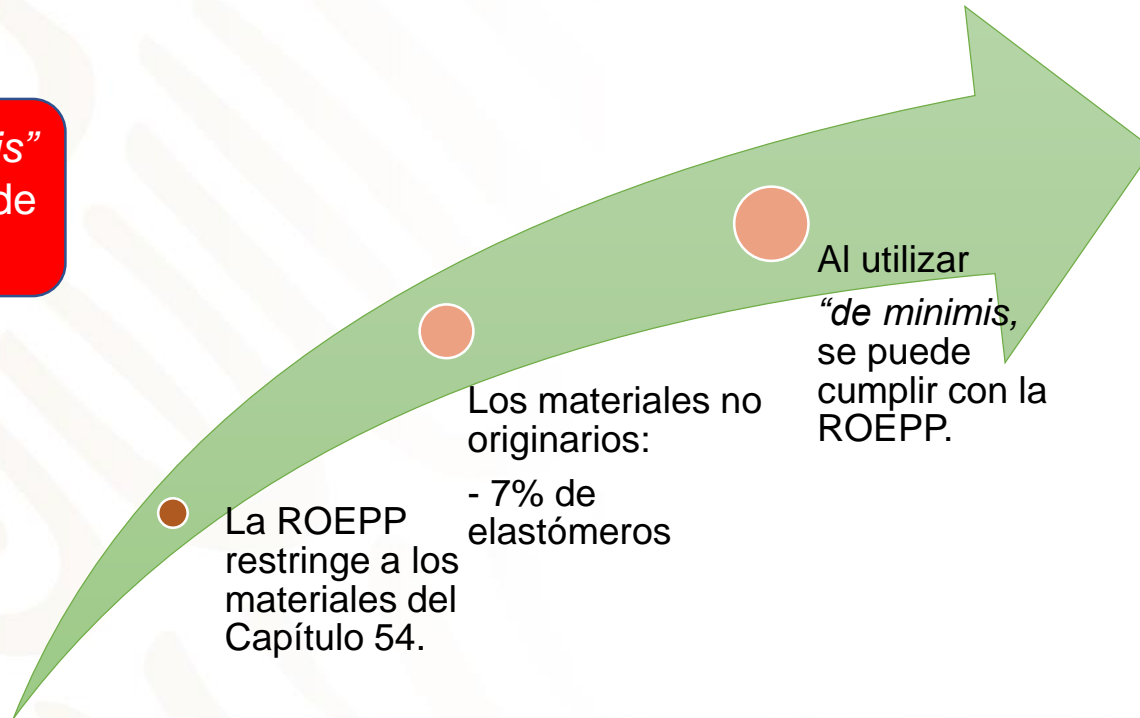 is”
de
La ROEPP
restringe a los
materiales del
Capítulo 54.
Los materiales no
originarios:
- 7% de
elastómeros
Al utilizar
“de minimis,
se puede
cumplir con la
ROEPP.